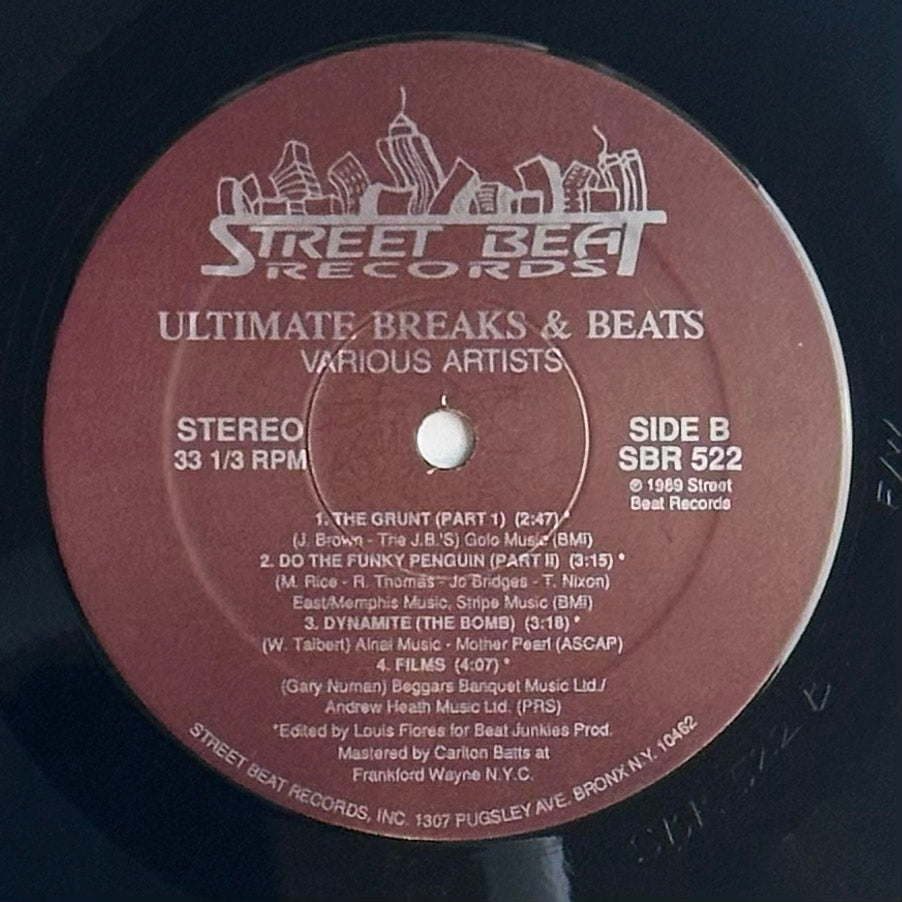 STREET BEAT
RECORDS
ULTIMATE BREAKS & BEATS
VARIOUS ARTISTS
STEREO
33 1/3 RPM
SIDE B
SBR 522
℗ 1989 Street
Beat Records
1. THE GRUNT (PART 1) (2:47) *
(J. Brown - The J.B.'S) Golo Music (BMI)
2. DO THE FUNKY PENGUIN (PART II) (3:15) *
(M. Rice - R. Thomas - Jo Bridges - T. Nixon)
East/Memphis Music, Stripe Music (BMI)
3. DYNAMITE (THE BOMB) (3:18) *
(W. Talbert) Alnal Music - Mother Pearl (ASCAP)
4. FILMS (4:07) *
(Gary Numan) Beggars Banquet Music Ltd./
Andrew Heath Music Ltd. (PRS)
*Edited by Louis Flores for Beat Junkies Prod.
Mastered by Carlton Batts at
Frankford Wayne N.Y.C.
STREET BEAT RECORDS, INC. 1307 PUGSLEY AVE. BRONX N.Y. 10462
SBR 522 B